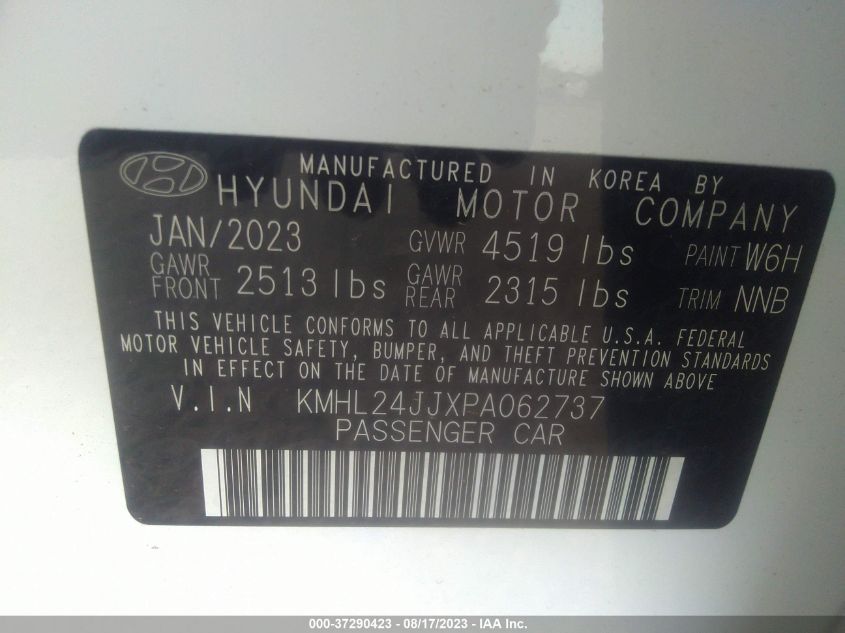 MANUFACTURED IN KOREA BY
HYUNDAI MOTOR COMPANY
JAN/2023 GVWR 4519 lbs PAINT W6H
GAWR FRONT 2513 lbs GAWR REAR 2315 lbs TRIM NNB
THIS VEHICLE CONFORMS TO ALL APPLICABLE U.S.A. FEDERAL
MOTOR VEHICLE SAFETY, BUMPER, AND THEFT PREVENTION STANDARDS
IN EFFECT ON THE DATE OF MANUFACTURE SHOWN ABOVE
V.I.N KMHL24JJXPA062737
PASSENGER CAR
000-37290423 - 08/17/2023 - IAA Inc.